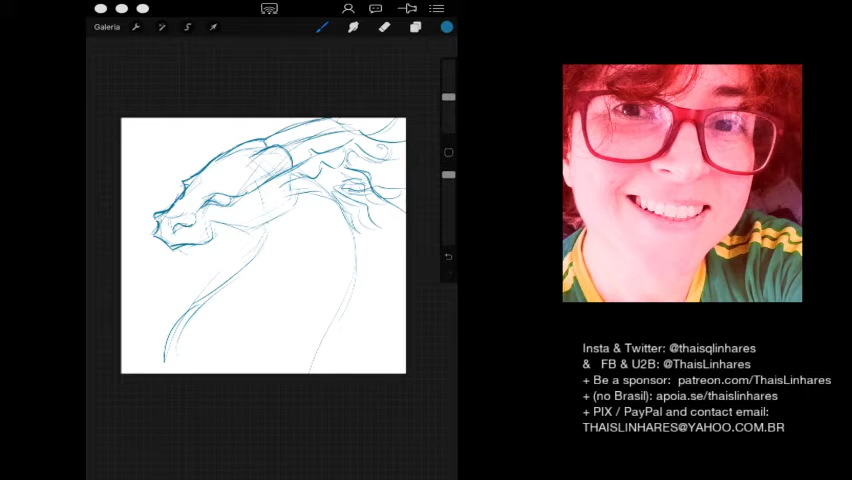 Galeria
Insta & Twitter: @thaisqlinhares
& FB & U2B: @ThaisLinhares
+ Be a sponsor: patreon.com/ThaisLinhares
+ (no Brasil): apoia.se/thaislinhares
+ PIX / PayPal and contact email:
THAISLINHARES@YAHOO.COM.BR